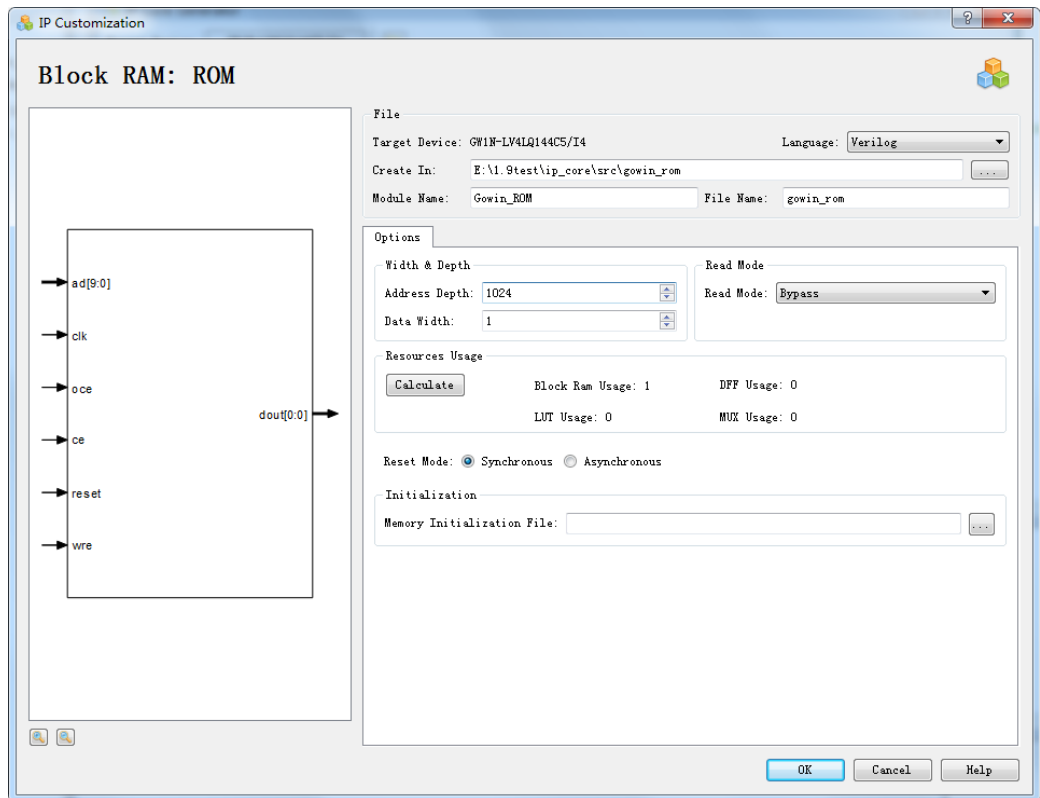 IP Customization
Block RAM: ROM
File
Target Device: GW1N-LV4LQ144C5/I4
Language: Verilog
Create In: E:\1.9test\ip_core\src\gowin_rom
...
Module Name: Gowin_ROM
File Name: gowin_rom
ad[9:0]
clk
oce
ce
reset
wre
dout[0:0]
Options
Width & Depth
Address Depth: 1024
Data Width: 1
Read Mode
Read Mode: Bypass
Resources Usage
Calculate
Block Ram Usage: 1
DFF Usage: 0
LUT Usage: 0
MUX Usage: 0
Reset Mode: Synchronous Asynchronous
Initialization
Memory Initialization File:
...
OK
Cancel
Help